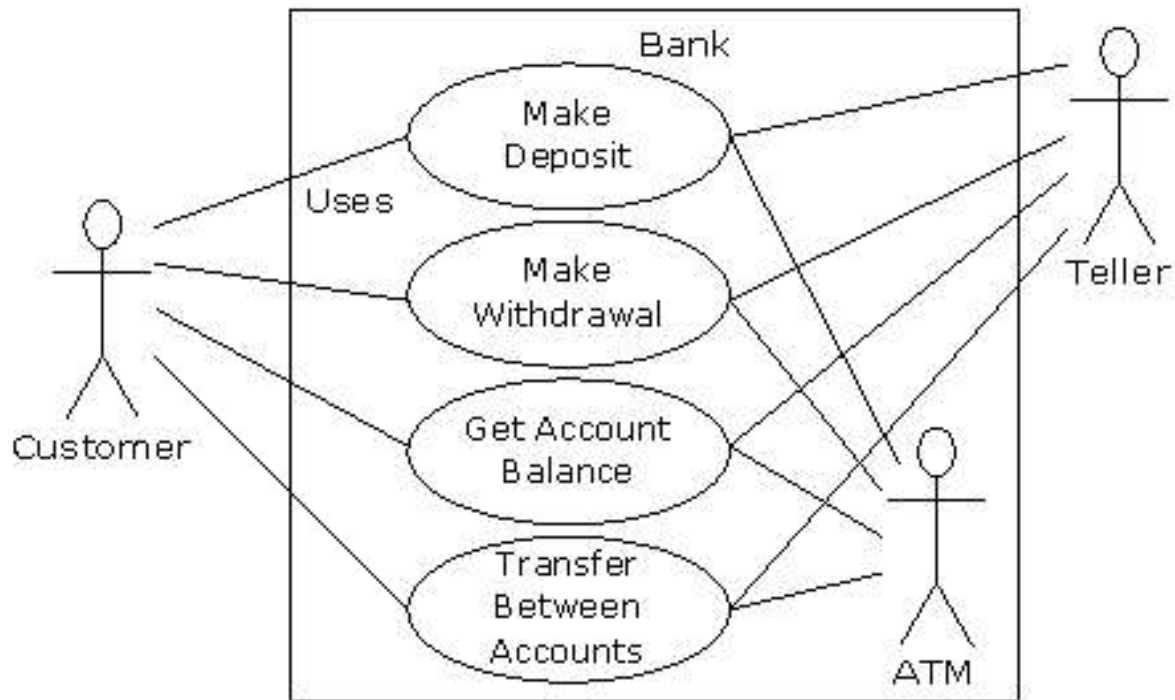 Bank
Make
Deposit
Uses
Make
Withdrawal
Teller
Customer
Get Account
Balance
Transfer
Between
Accounts
ATM